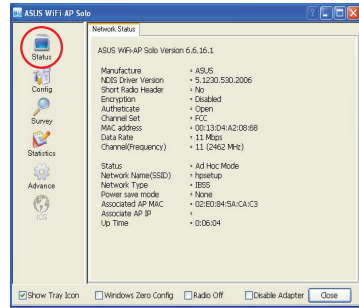 ASUS WiFi-AP Solo
Status
Config
Survey
Statistics
Advance
ICS
Network Status
ASUS WiFi-AP Solo Version 6.6.16.1
Manufacture • ASUS
NDIS Driver Version • 5.1230.530.2006
Short Radio Header • No
Encryption • Disabled
Autheticate • Open
Channel Set • FCC
MAC address • 00:13:D4:A2:08:68
Data Rate • 11 Mbps
Channel(Frequency) • 11 (2462 MHz)
Status • Ad Hoc Mode
Network Name(SSID) • hpsetup
Network Type • IBSS
Power save mode • None
Associated AP MAC • 02:E0:84:5A:CA:C3
Associate AP IP •
Up Time • 0:06:04
Show Tray Icon
Windows Zero Config
Radio Off
Disable Adapter
Close